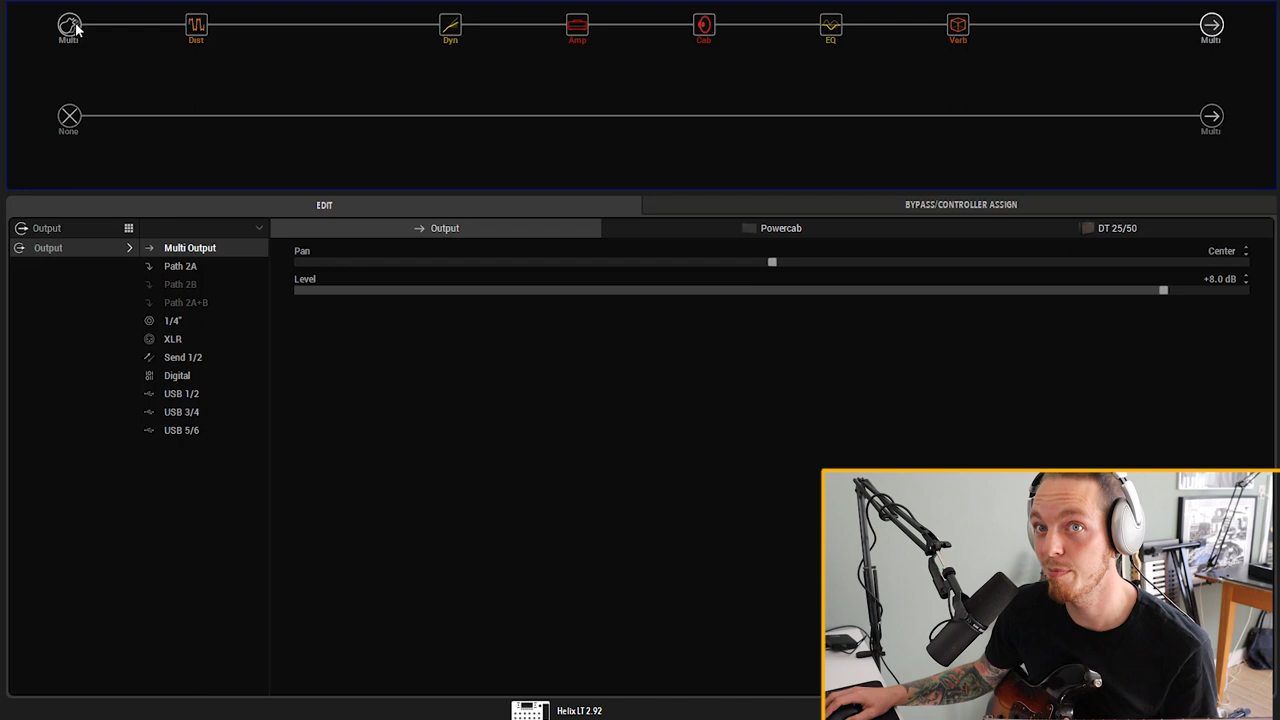 Multi
Dist
Dyn
Amp
Cab
EQ
Verb
Multi
None
Multi
EDIT
BYPASS/CONTROLLER ASSIGN
Output
Output
Powercab
DT 25/50
Output
Multi Output
Pan
Center
Path 2A
Level
+8.0 dB
Path 2B
Path 2A+B
1/4"
XLR
Send 1/2
Digital
USB 1/2
USB 3/4
USB 5/6
Helix LT 2.92